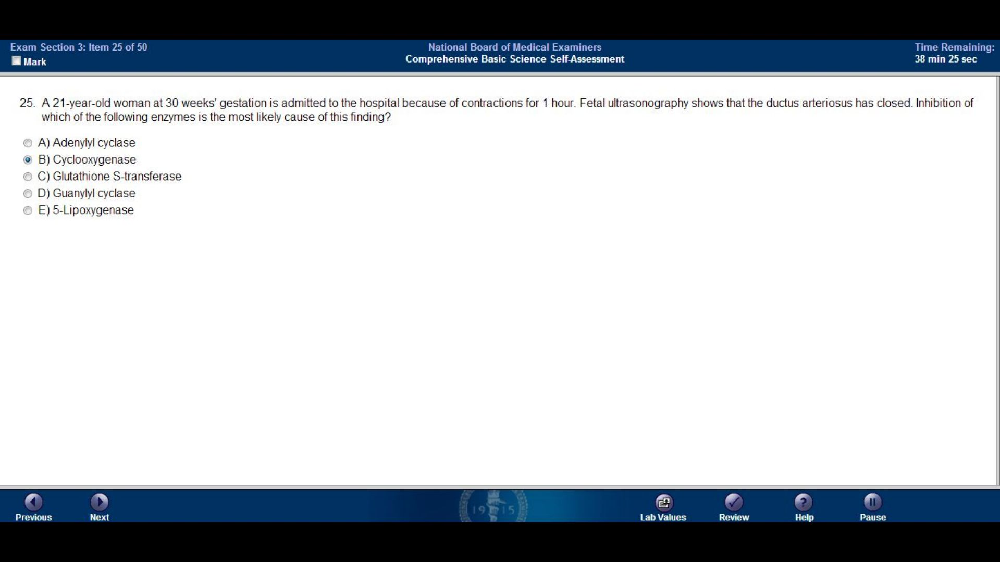 Exam Section 3: Item 25 of 50
Mark
National Board of Medical Examiners
Comprehensive Basic Science Self-Assessment
Time Remaining:
38 min 25 sec
25. A 21-year-old woman at 30 weeks' gestation is admitted to the hospital because of contractions for 1 hour. Fetal ultrasonography shows that the ductus arteriosus has closed. Inhibition of
which of the following enzymes is the most likely cause of this finding?
A) Adenylyl cyclase
B) Cyclooxygenase
C) Glutathione S-transferase
D) Guanylyl cyclase
E) 5-Lipoxygenase
1915
Previous
Next
Lab Values
Review
Help
Pause